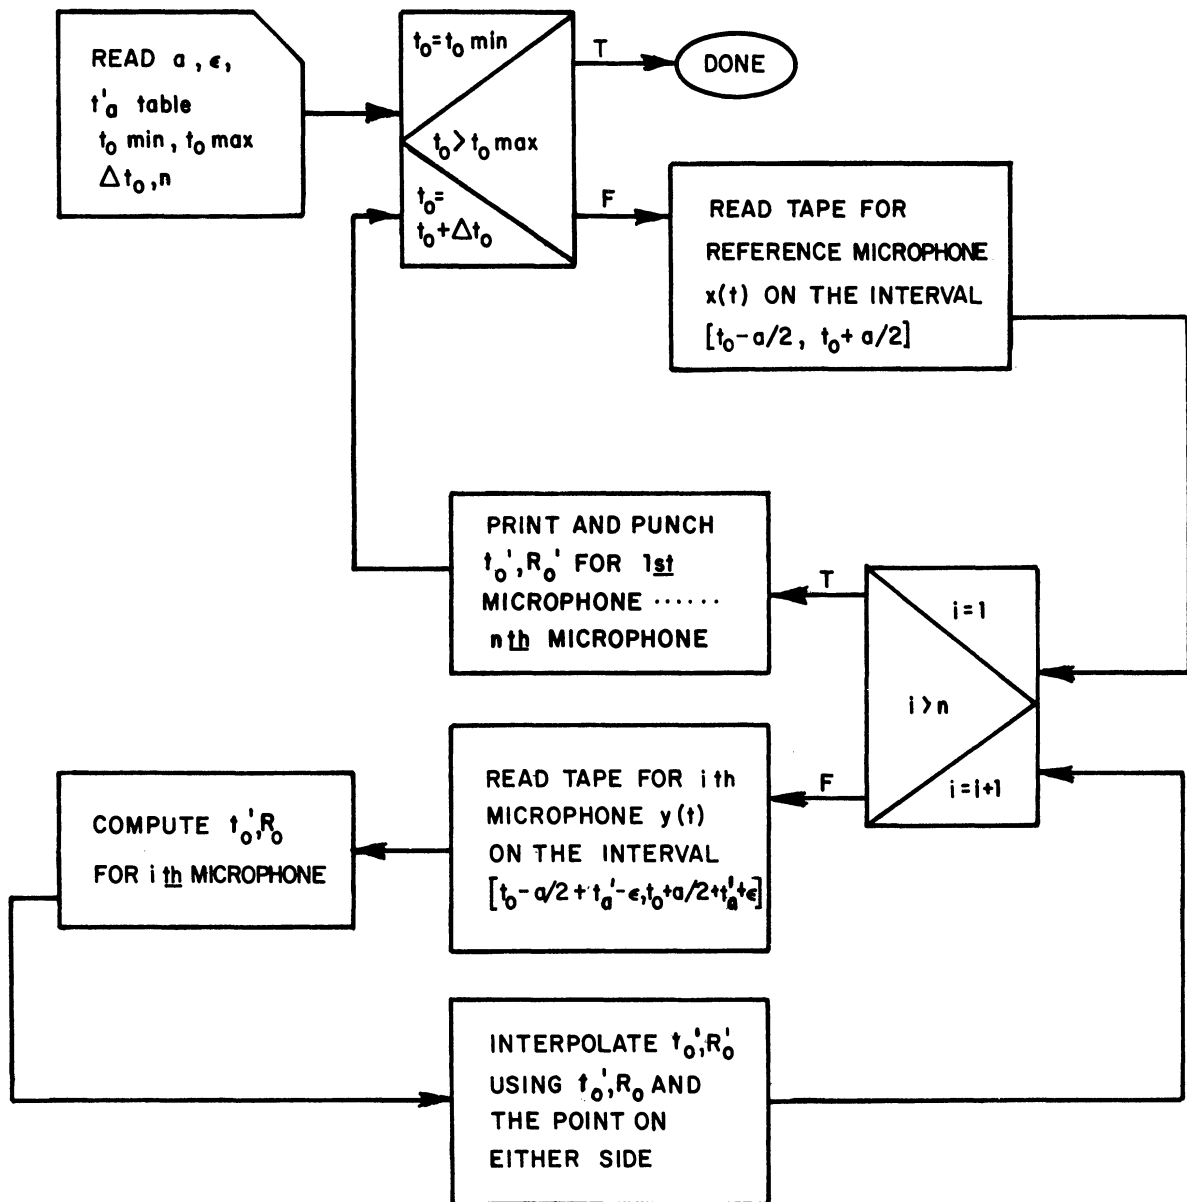 READ a, ϵ,
t'a table
t₀ min, t₀ max
Δt₀, n
t₀=t₀ min
t₀> t₀ max
t₀=
t₀+Δt₀
T
DONE
F
READ TAPE FOR
REFERENCE MICROPHONE
x(t) ON THE INTERVAL
[t₀-a/2, t₀+a/2]
PRINT AND PUNCH
t₀',R₀' FOR 1st
MICROPHONE ······
nth MICROPHONE
T
i=1
i>n
i=i+1
F
READ TAPE FOR ith
MICROPHONE y(t)
ON THE INTERVAL
[t₀-a/2+ta'-ϵ,t₀+a/2+ta'+ϵ]
COMPUTE t₀',R₀
FOR ith MICROPHONE
INTERPOLATE t₀',R₀'
USING t₀',R₀ AND
THE POINT ON
EITHER SIDE